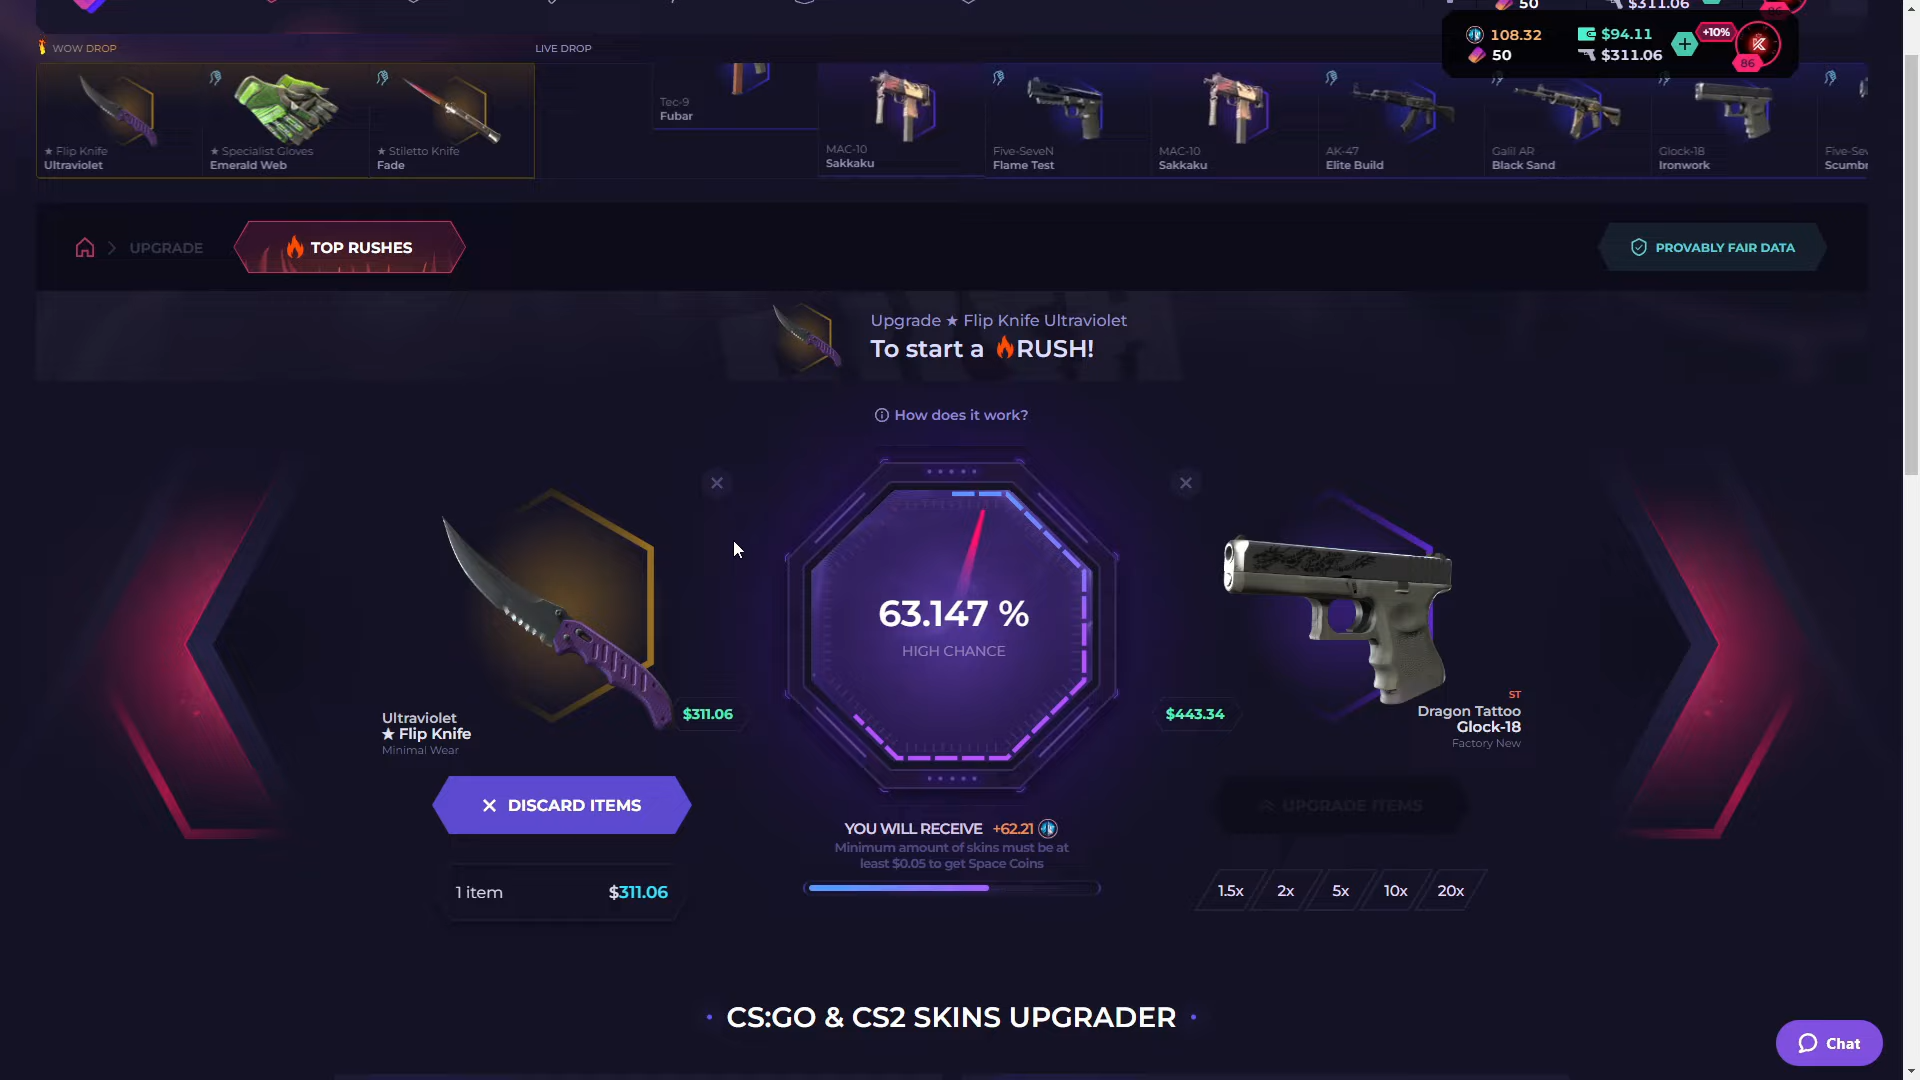 50
$311.06
108.32
$94.11
+10%
50
$311.06
86
WOW DROP
LIVE DROP
★ Flip Knife
Ultraviolet
★ Specialist Gloves
Emerald Web
★ Stiletto Knife
Fade
Tec-9
Fubar
MAC-10
Sakkaku
Five-SeveN
Flame Test
MAC-10
Sakkaku
AK-47
Elite Build
Galil AR
Black Sand
Glock-18
Ironwork
UPGRADE
TOP RUSHES
PROVABLY FAIR DATA
Upgrade ★ Flip Knife Ultraviolet
To start a RUSH!
How does it work?
63.147 %
HIGH CHANCE
Ultraviolet
★ Flip Knife
Minimal Wear
$311.06
$443.34
ST
Dragon Tattoo
Glock-18
Factory New
DISCARD ITEMS
UPGRADE ITEMS
YOU WILL RECEIVE +62.21
Minimum amount of skins must be at
least $0.05 to get Space Coins
1 item $311.06
1.5x 2x 5x 10x 20x
CS:GO & CS2 SKINS UPGRADER
Chat